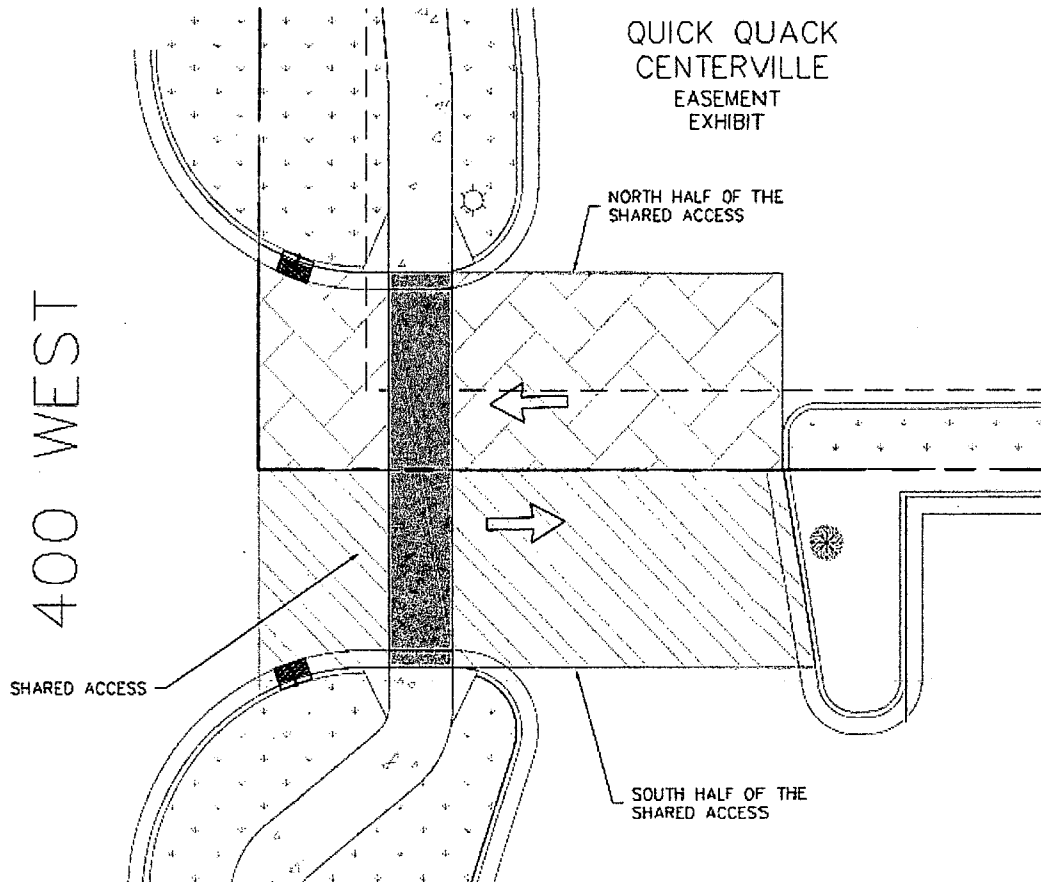 QUICK QUACK
CENTERVILLE
EASEMENT
EXHIBIT
NORTH HALF OF THE
SHARED ACCESS
400 WEST
SHARED ACCESS
SOUTH HALF OF THE
SHARED ACCESS